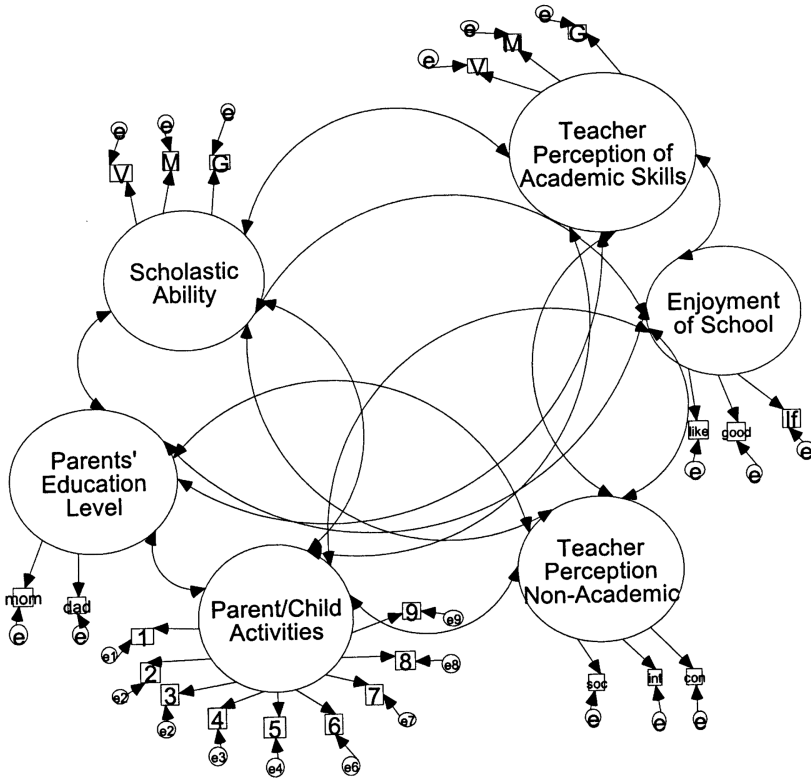 e
e
e
G
M
V
Teacher
Perception of
Academic Skills
e
e
e
V
M
G
Scholastic
Ability
Enjoyment
of School
like
good
If
e
e
e
Parents'
Education
Level
mom
dad
e
e
Parent/Child
Activities
Teacher
Perception
Non-Academic
1
2
3
4
5
6
7
8
9
e1
e2
e2
e3
e4
e6
e7
e8
e9
soc
int
con
e
e
e